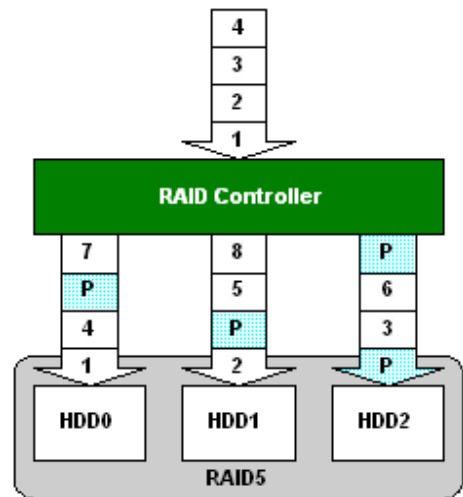 4
3
2
1
RAID Controller
7 8 P
P 5 6
4 P 3
1 2 P
HDD0 HDD1 HDD2
RAID5